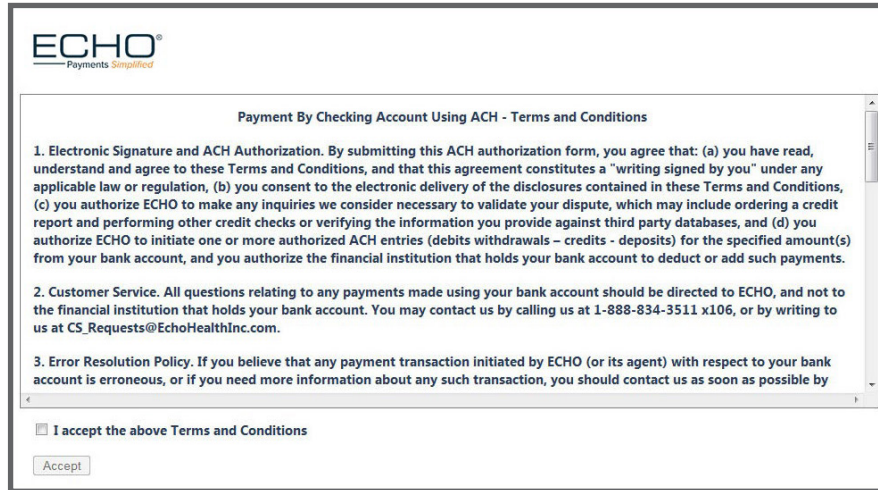 ECHO®
Payments Simplified
Payment By Checking Account Using ACH - Terms and Conditions
1. Electronic Signature and ACH Authorization. By submitting this ACH authorization form, you agree that: (a) you have read,
understand and agree to these Terms and Conditions, and that this agreement constitutes a "writing signed by you" under any
applicable law or regulation, (b) you consent to the electronic delivery of the disclosures contained in these Terms and Conditions,
(c) you authorize ECHO to make any inquiries we consider necessary to validate your dispute, which may include ordering a credit
report and performing other credit checks or verifying the information you provide against third party databases, and (d) you
authorize ECHO to initiate one or more authorized ACH entries (debits withdrawals – credits - deposits) for the specified amount(s)
from your bank account, and you authorize the financial institution that holds your bank account to deduct or add such payments.
2. Customer Service. All questions relating to any payments made using your bank account should be directed to ECHO, and not to
the financial institution that holds your bank account. You may contact us by calling us at 1-888-834-3511 x106, or by writing to
us at CS_Requests@EchoHealthInc.com.
3. Error Resolution Policy. If you believe that any payment transaction initiated by ECHO (or its agent) with respect to your bank
account is erroneous, or if you need more information about any such transaction, you should contact us as soon as possible by
I accept the above Terms and Conditions
Accept